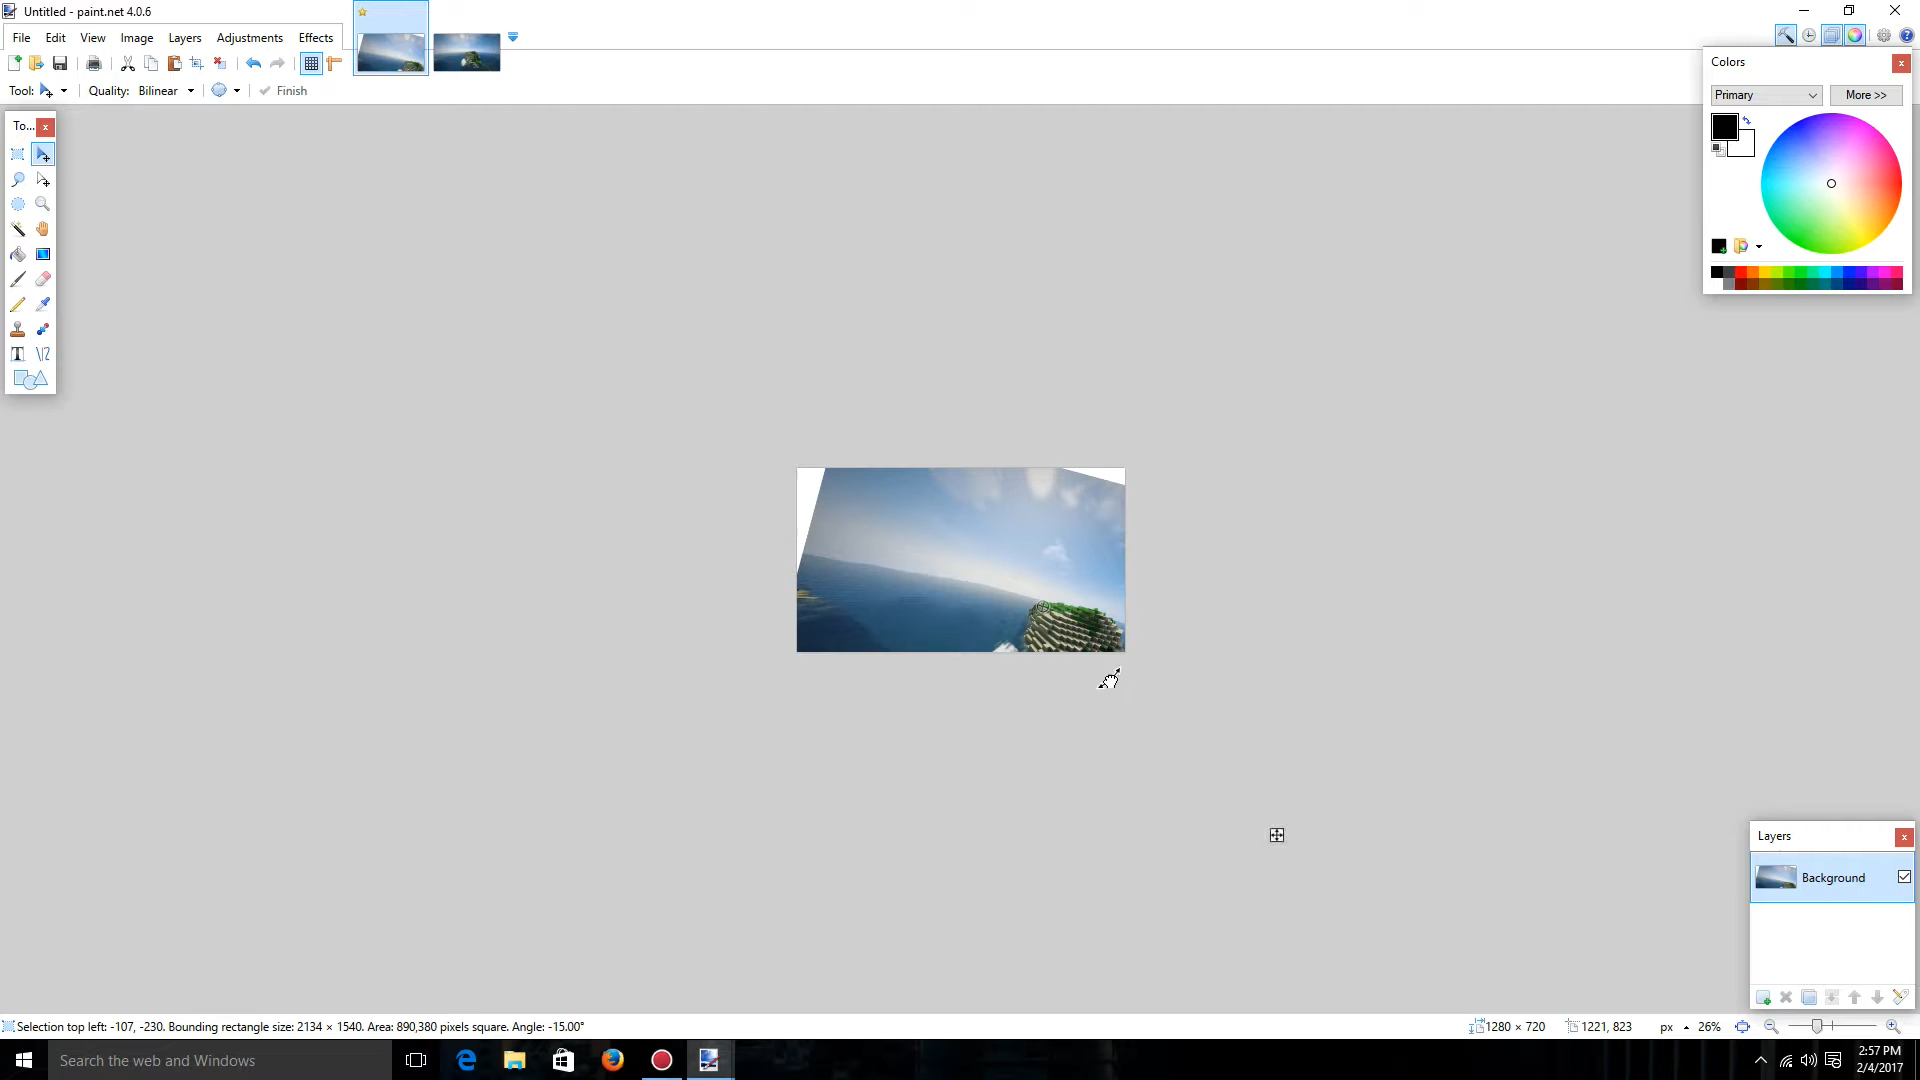 Untitled - paint.net 4.0.6
File Edit View Image Layers Adjustments Effects
Tool: Quality: Bilinear Finish
To...
Colors
Primary More >>
Layers
Background
Selection top left: -107, -230. Bounding rectangle size: 2134 × 1540. Area: 890,380 pixels square. Angle: -15.00°
1280 × 720 1221, 823 px 26%
Search the web and Windows
2:57 PM
2/4/2017